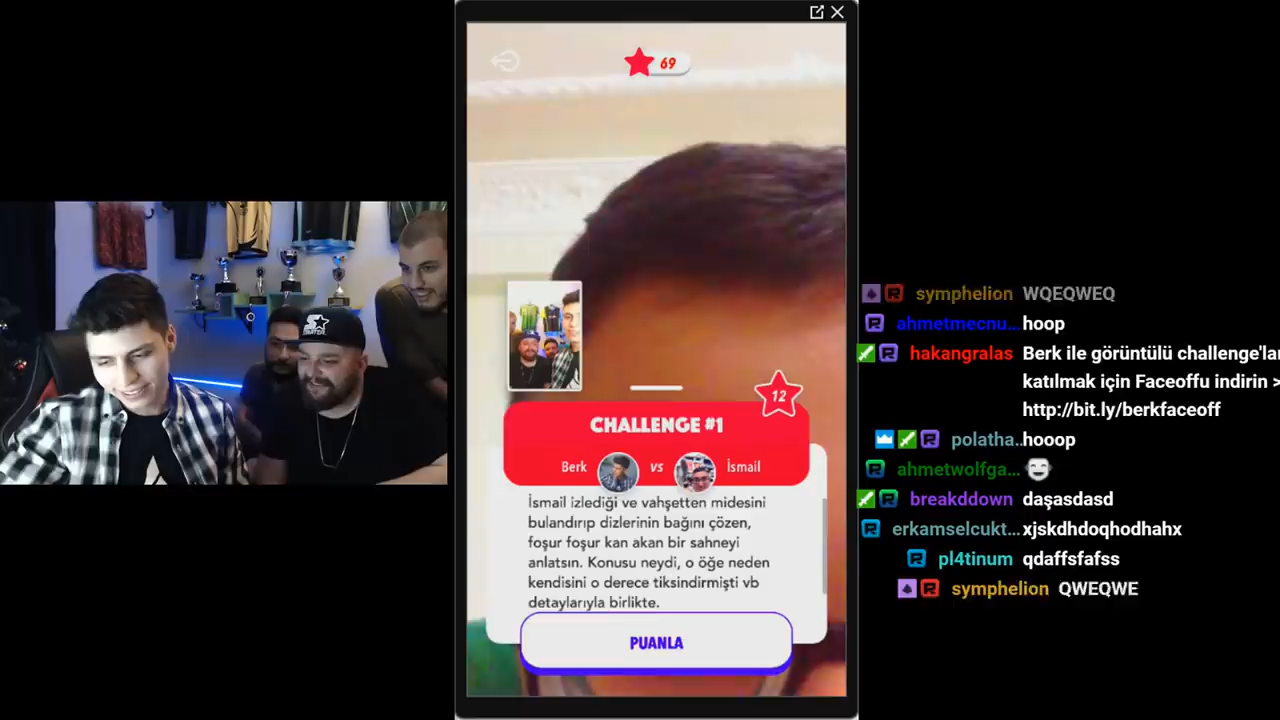 69
12
CHALLENGE #1
Berk vs İsmail
İsmail izlediği ve vahşetten midesini
bulandırıp dizlerinin bağını çözen,
foşur foşur kan akan bir sahneyi
anlatsın. Konusu neydi, o öğe neden
kendisini o derece tiksindirmişti vb
detaylarıyla birlikte.
PUANLA
symphelion WQEQWEQ
ahmetmecnu... hoop
hakangralas Berk ile görüntülü challenge'lar
katılmak için Faceoffu indirin >
http://bit.ly/berkfaceoff
polatha.. hooop
ahmetwolfga...
breakddown daşasdasd
erkamselcukt... xjskdhdoqhodhahx
pl4tinum qdaffsfafss
symphelion QWEQWE